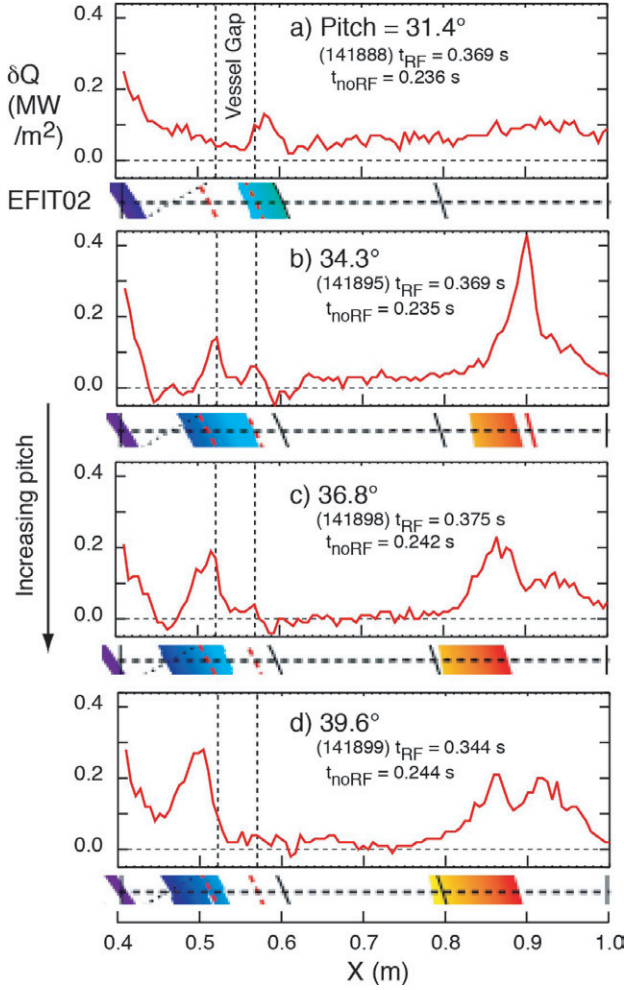 0.4
0.2
0.0
δQ
(MW
/m2)
Vessel Gap
a) Pitch = 31.4°
(141888) tRF = 0.369 s
tnoRF = 0.236 s
EFIT02
0.4
0.2
0.0
b) 34.3°
(141895) tRF = 0.369 s
tnoRF = 0.235 s
Increasing pitch
0.4
0.2
0.0
c) 36.8°
(141898) tRF = 0.375 s
tnoRF = 0.242 s
0.4
0.2
0.0
d) 39.6°
(141899) tRF = 0.344 s
tnoRF = 0.244 s
0.4 0.5 0.6 0.7 0.8 0.9 1.0
X (m)